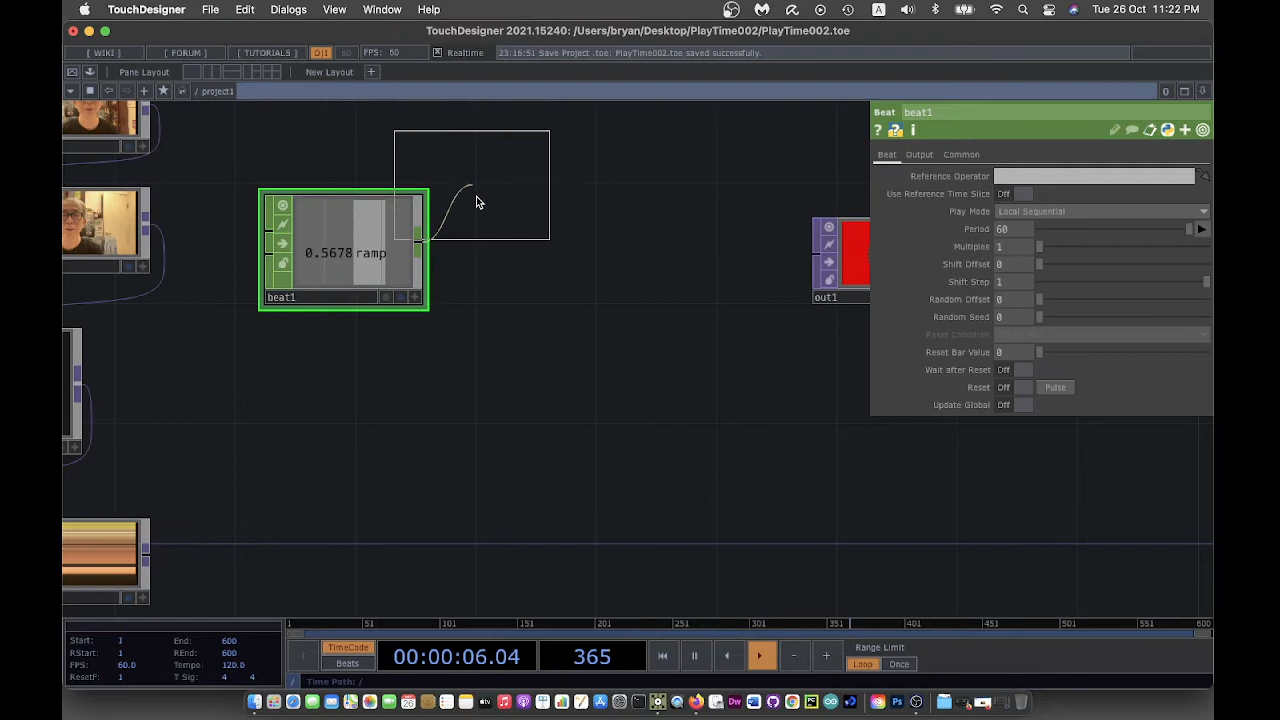 TouchDesigner File Edit Dialogs View Window Help A Tue 26 Oct 11:22 PM
TouchDesigner 2021.15240: /Users/bryan/Desktop/PlayTime002/PlayTime002.toe
[ WIKI ] [ FORUM ] [ TUTORIALS ] O|I 60 FPS: 60 Realtime 23:16:51 Save Project .toe: PlayTime002.toe saved successfully.
Pane Layout New Layout +
/ project1 0
Beat beat1
? ? i
Beat Output Common
Reference Operator
Use Reference Time Slice Off
Play Mode Local Sequential
Period 60
Multiples 1
Shift Offset 0
Shift Step 1
Random Offset 0
Random Seed 0
Reset Condition
Reset Bar Value 0
Wait after Reset Off
Reset Off Pulse
Update Global Off
0.5678 ramp
beat1
out1
1 51 101 151 201 251 301 351 401 451 501 551 600
Start: 1 End: 600
RStart: 1 REnd: 600
FPS: 60.0 Tempo: 120.0
ResetF: 1 T Sig: 4 4
TimeCode
Beats
00:00:06.04
365
Range Limit
Loop Once
/ Time Path: /